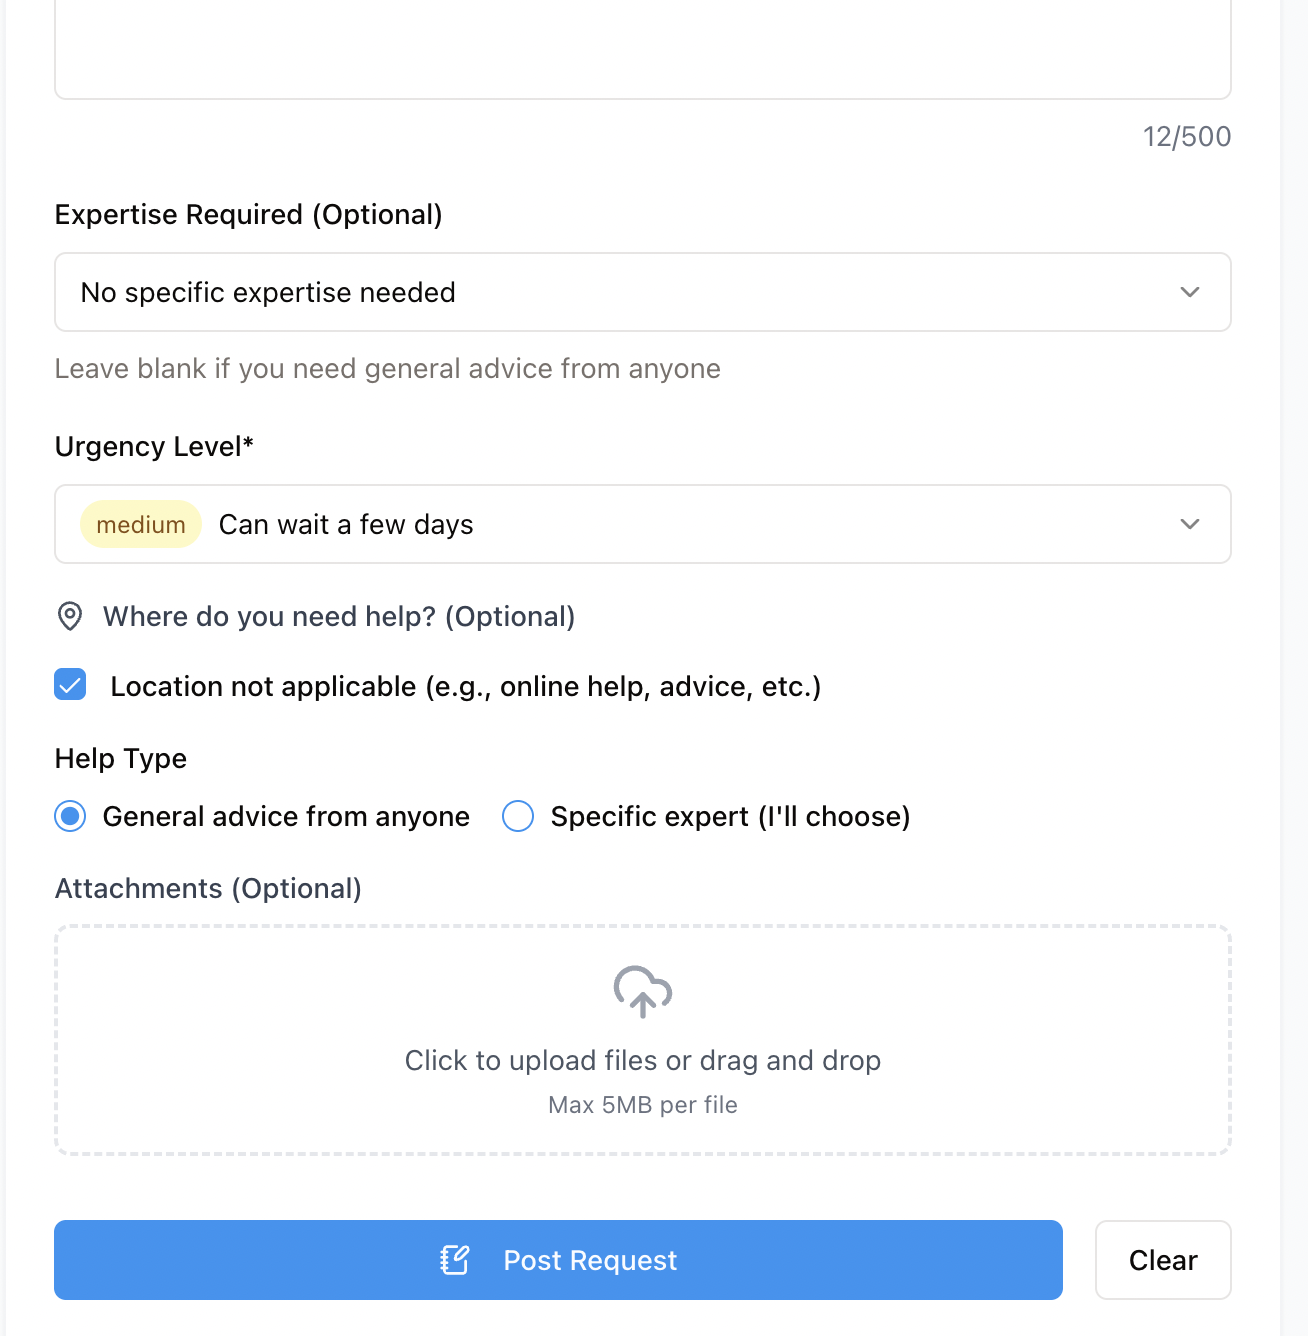 12/500
Expertise Required (Optional)
No specific expertise needed
Leave blank if you need general advice from anyone
Urgency Level*
medium Can wait a few days
Where do you need help? (Optional)
Location not applicable (e.g., online help, advice, etc.)
Help Type
General advice from anyone Specific expert (I'll choose)
Attachments (Optional)
Click to upload files or drag and drop
Max 5MB per file
Post Request Clear